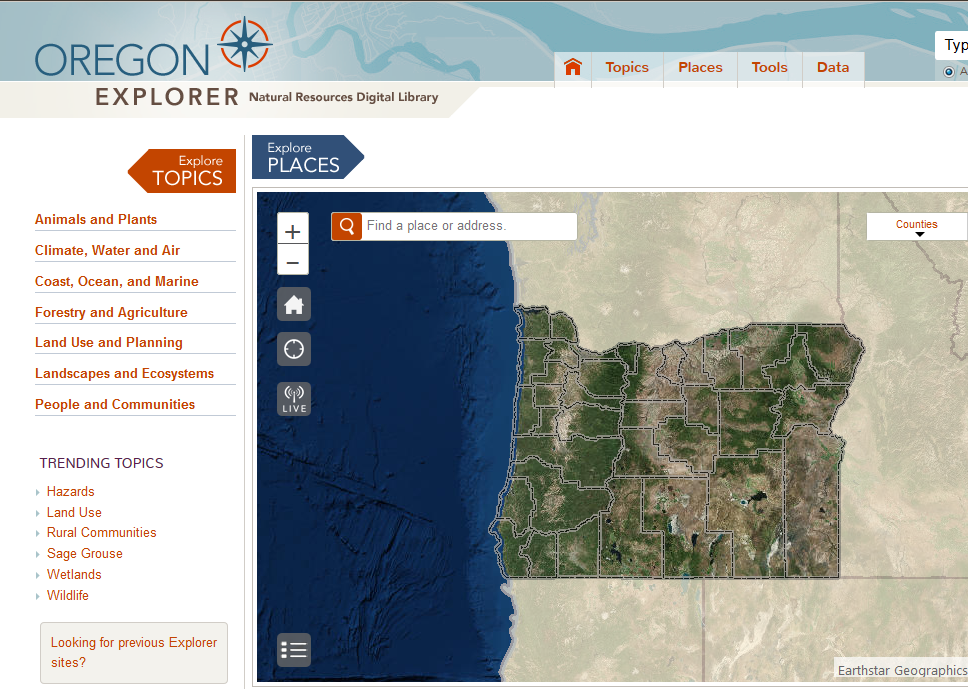 OREGON
EXPLORER Natural Resources Digital Library
Topics Places Tools Data
Typ
A
Explore
TOPICS
Animals and Plants
Climate, Water and Air
Coast, Ocean, and Marine
Forestry and Agriculture
Land Use and Planning
Landscapes and Ecosystems
People and Communities
TRENDING TOPICS
Hazards
Land Use
Rural Communities
Sage Grouse
Wetlands
Wildlife
Looking for previous Explorer
sites?
Explore
PLACES
+
−
Find a place or address.
Counties
LIVE
Earthstar Geographics